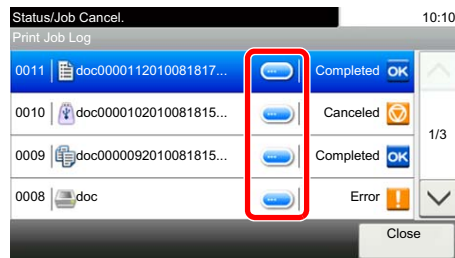 Status/Job Cancel. 10:10
Print Job Log
0011 doc0000112010081817... ... Completed OK
0010 doc0000102010081815... ... Canceled
1/3
0009 doc0000092010081815... ... Completed OK
0008 doc ... Error !
Close